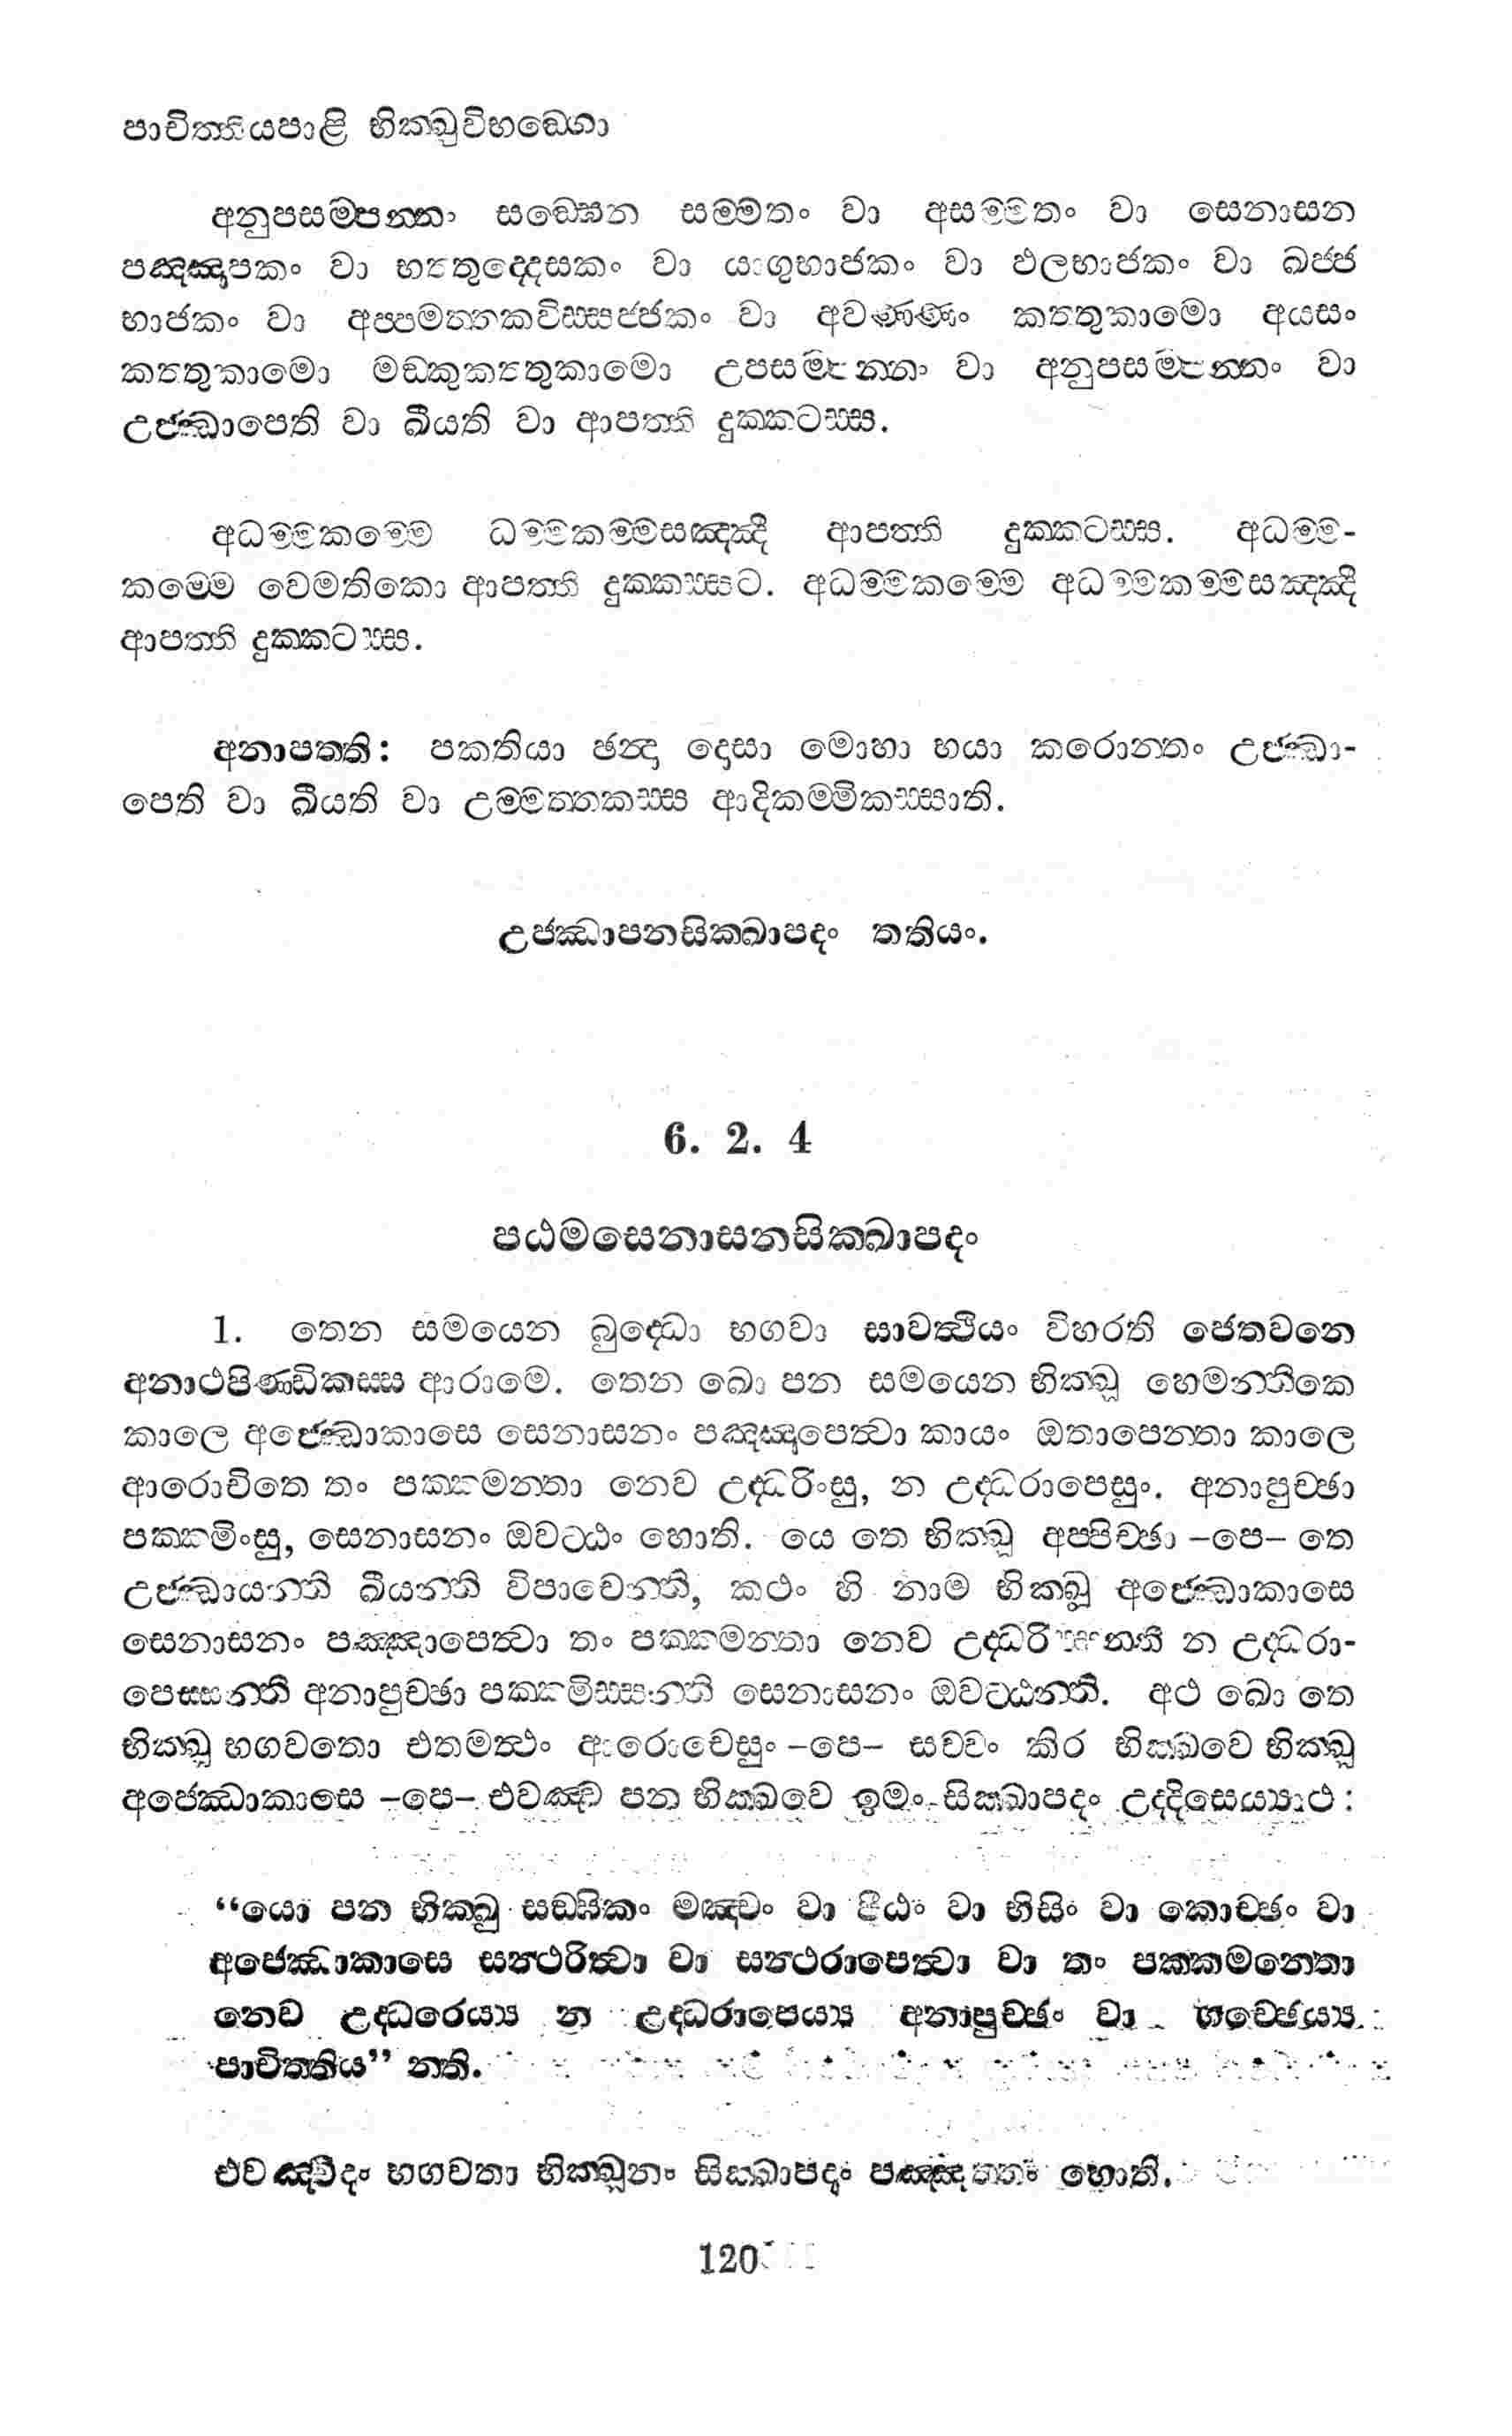 පාචිත්තියපාළි භික්ඛුවිභඞ්ගො
අනුපසම්පන්නං සඞ්ඝෙන සම්මතං වා අසම්මතං වා සෙනාසන
පඤ්ඤාපකං වා භත්තුද්දෙසකං වා යාගුභාජකං වා ඵලභාජකං වා ඛජ්ජ
භාජකං වා අප්පමත්තකවිස්සජ්ජකං වා අවණ්ණං කත්තුකාමො අයසං
කත්තුකාමො මඞ්කුකත්තුකාමො උපසම්පන්නං වා අනුපසම්පන්නං වා
උජ්ඣාපෙති වා ඛීයති වා ආපත්ති දුක්කටස්ස.
අධම්මකම්මෙ ධම්මකම්මසඤ්ඤී ආපත්ති දුක්කටස්ස. අධම්ම-
කම්මෙ වෙමතිකො ආපත්ති දුක්කස්සට. අධම්මකම්මෙ අධම්මකම්මසඤ්ඤී
ආපත්ති දුක්කටස්ස.
අනාපත්ති: පකතියා ඡන්දා දොසා මොහා භයා කරොන්තං උජ්ඣා-
පෙති වා ඛීයති වා උම්මත්තකස්ස ආදිකම්මිකස්සාති.
උජ්ඣාපනසික්ඛාපදං තතියං.
6. 2. 4
පඨමසෙනාසනසික්ඛාපදං
1. තෙන සමයෙන බුද්ධො භගවා සාවත්ථියං විහරති ජෙතවනෙ
අනාථපිණ්ඩිකස්ස ආරාමෙ. තෙන ඛො පන සමයෙන භික්ඛූ හෙමන්තිකෙ
කාලෙ අජ්ඣොකාසෙ සෙනාසනං පඤ්ඤාපෙත්වා කායං ඔතාපෙන්තා කාලෙ
ආරොචිතෙ තං පක්කමන්තා නෙව උද්ධරිංසු, න උද්ධරාපෙසුං. අනාපුච්ඡා
පක්කමිංසු, සෙනාසනං ඔවට්ඨං හොති. යෙ තෙ භික්ඛූ අප්පිච්ඡා –පෙ– තෙ
උජ්ඣායන්ති ඛීයන්ති විපාචෙන්ති, කථං හි නාම භික්ඛූ අජ්ඣොකාසෙ
සෙනාසනං පඤ්ඤාපෙත්වා තං පක්කමන්තා නෙව උද්ධරිස්සන්ති න උද්ධරා-
පෙස්සන්ති අනාපුච්ඡා පක්කමිස්සන්ති සෙනාසනං ඔවට්ඨන්ති. අථ ඛො තෙ
භික්ඛූ භගවතො එතමත්ථං ආරොචෙසුං –පෙ– සච්චං කිර භික්ඛවෙ භික්ඛූ
අජ්ඣොකාසෙ –පෙ– එවඤ්ච පන භික්ඛවෙ ඉමං සික්ඛාපදං උද්දිසෙය්‍යාථ :
“යො පන භික්ඛු සඞ්ඝිකං මඤ්චං වා පීඨං වා භිසිං වා කොච්ඡං වා
අජ්ඣොකාසෙ සන්ථරිත්වා වා සන්ථරාපෙත්වා වා තං පක්කමන්තො
නෙව උද්ධරෙය්‍ය න උද්ධරාපෙය්‍ය අනාපුච්ඡං වා ගච්ඡෙය්‍ය
පාචිත්තිය” න්ති.
එවඤ්චිදං භගවතා භික්ඛූනං සික්ඛාපදං පඤ්ඤත්තං හොති.
120